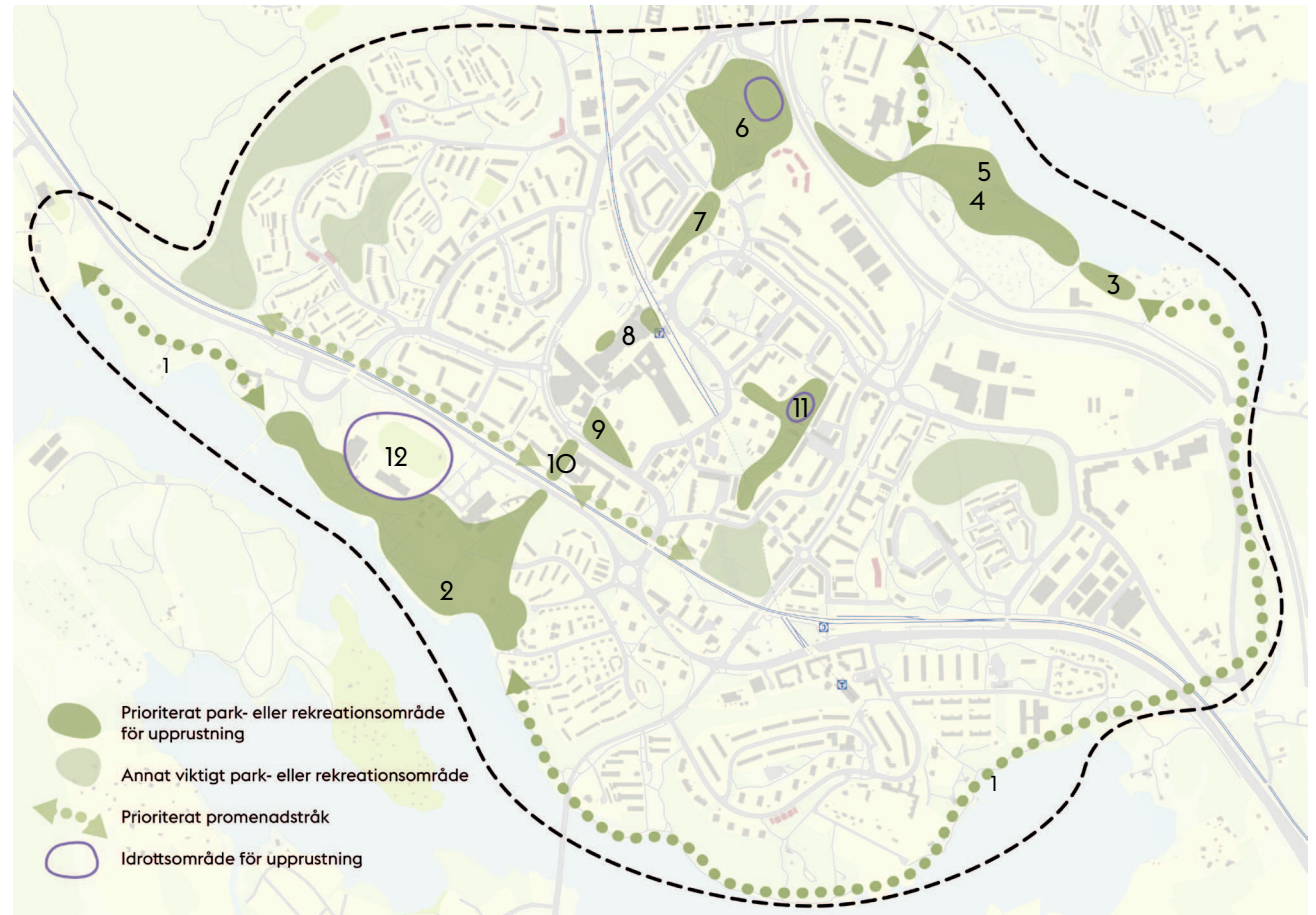 6
5
4
7
3
8
1
11
9
12
10
2
Prioriterat park- eller rekreationsområde
för upprustning
Annat viktigt park- eller rekreationsområde
1
Prioriterat promenadstråk
Idrottsområde för upprustning